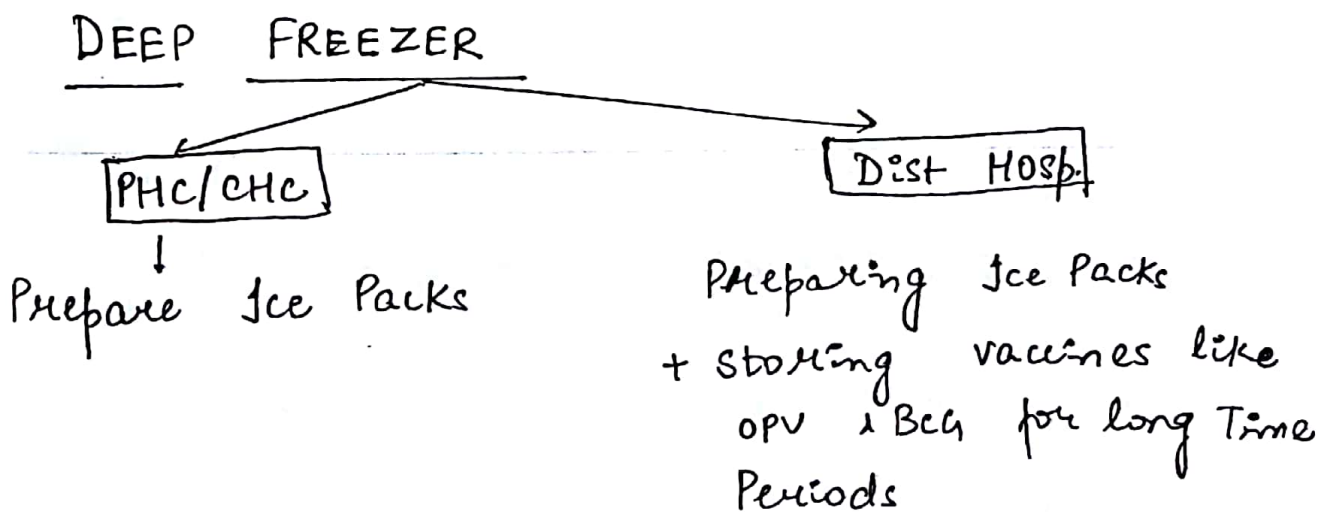 DEEP FREEZER
PHC/CHC
Dist Hosp.
Prepare Ice Packs
Preparing Ice Packs
+ storing vaccines like
OPV & BCG for long Time
Periods